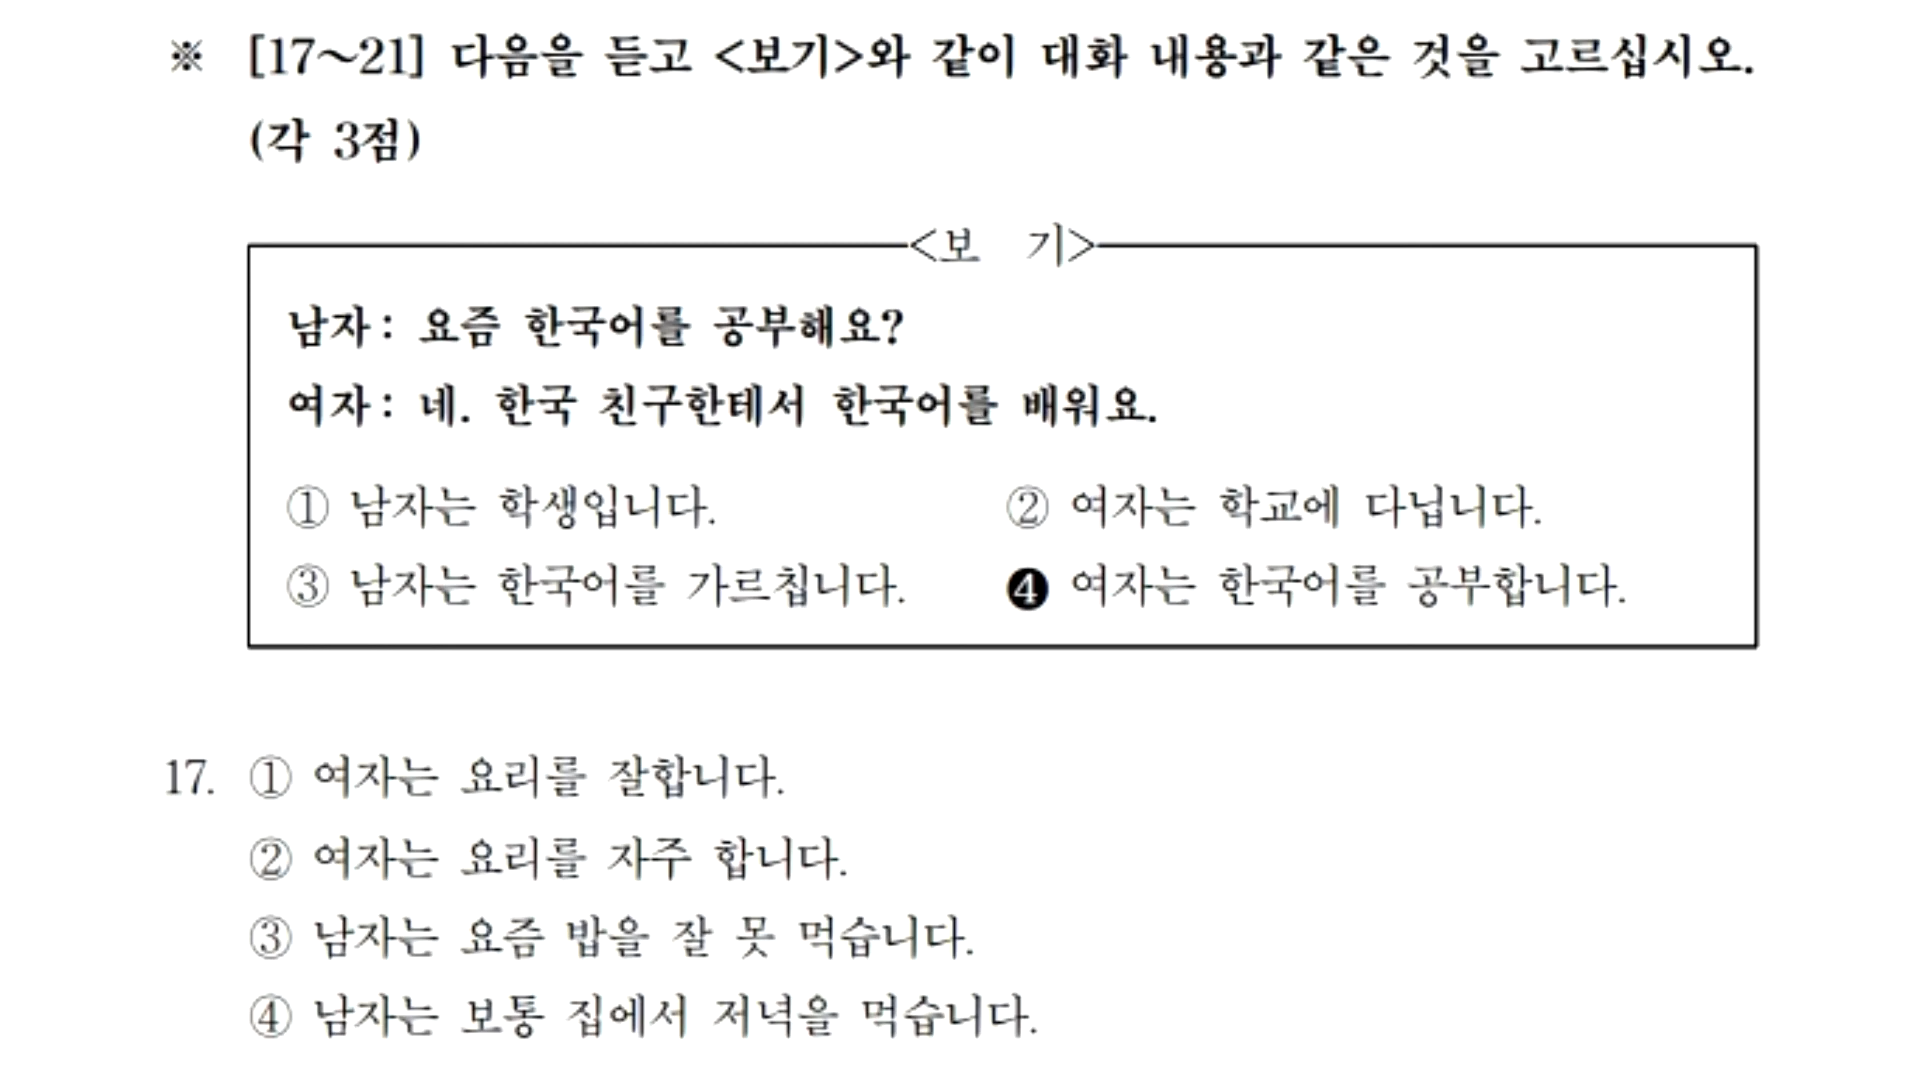 ※ [17～21] 다음을 듣고 <보기>와 같이 대화 내용과 같은 것을 고르십시오.
(각 3점)
<보 기>
남자: 요즘 한국어를 공부해요?
여자: 네. 한국 친구한테서 한국어를 배워요.
① 남자는 학생입니다. ② 여자는 학교에 다닙니다.
③ 남자는 한국어를 가르칩니다. ❹ 여자는 한국어를 공부합니다.
17. ① 여자는 요리를 잘합니다.
② 여자는 요리를 자주 합니다.
③ 남자는 요즘 밥을 잘 못 먹습니다.
④ 남자는 보통 집에서 저녁을 먹습니다.